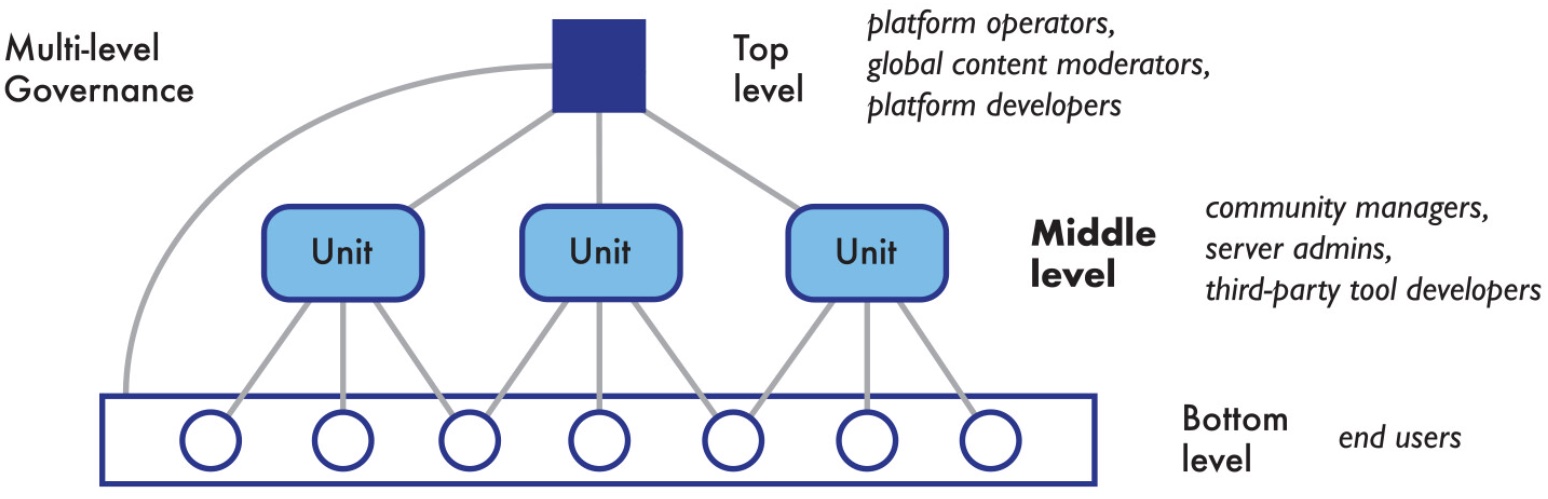 Multi-level
Governance
Top
level
platform operators,
global content moderators,
platform developers
Unit
Unit
Unit
Middle
level
community managers,
server admins,
third-party tool developers
Bottom
level
end users